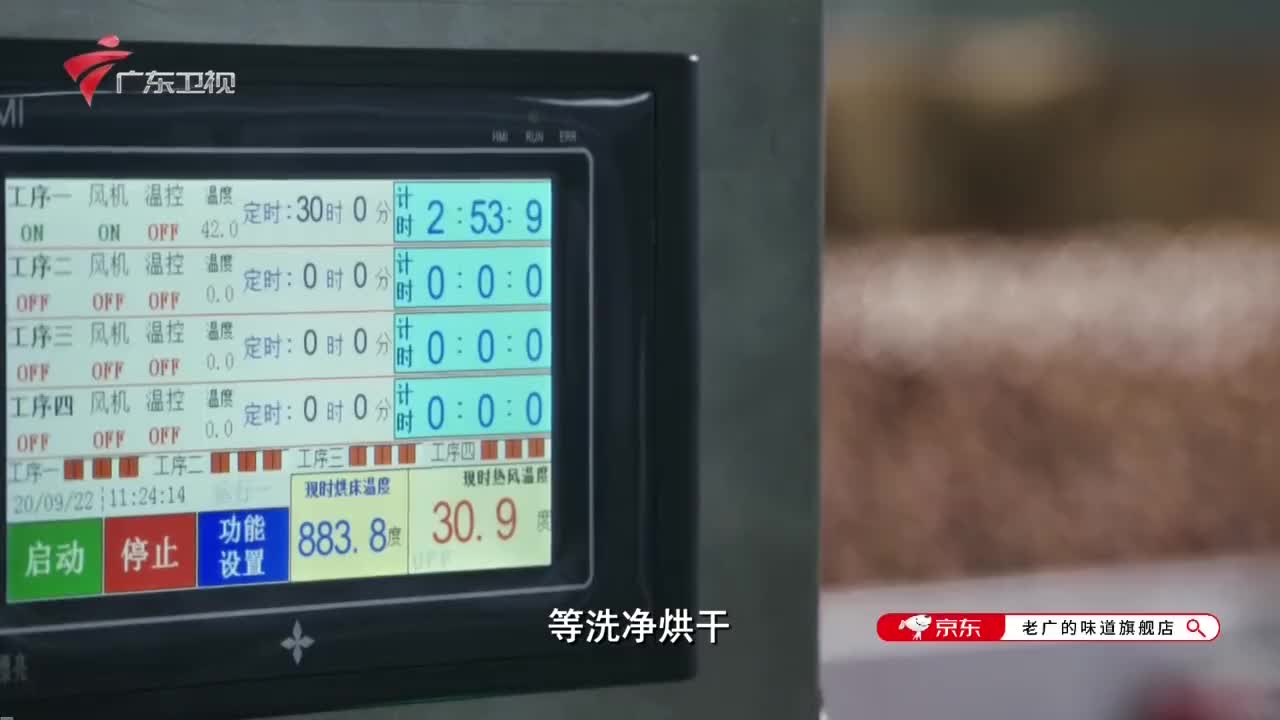 广东卫视
MI
HMI RUN ERR
工序一 风机 温控 温度 定时:30时 0 分 计时 2:53:9
ON ON OFF 42.0
工序二 风机 温控 温度 定时:0 时 0 分 计时 0:0:0
OFF OFF OFF 0.0
工序三 风机 温控 温度 定时:0 时 0 分 计时 0:0:0
OFF OFF OFF 0.0
工序四 风机 温控 温度 定时:0 时 0 分 计时 0:0:0
OFF OFF OFF 0.0
工序一 工序二 工序三 工序四
20/09/22 11:24:14
现时烘床温度 现时热风温度
启动 停止 功能设置 883.8度 30.9 度
OFF
等洗净烘干
京东 老广的味道旗舰店